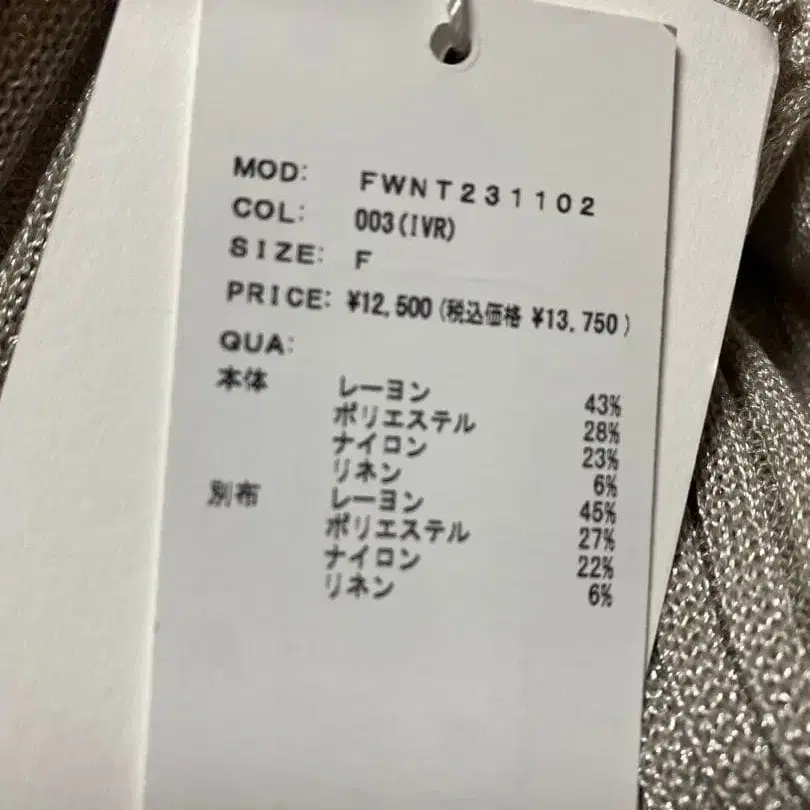 MOD: FWNT231102
COL: 003(IVR)
SIZE: F
PRICE: ¥12,500(税込価格 ¥13,750)
QUA:
本体 レーヨン 43%
ポリエステル 28%
ナイロン 23%
リネン 6%
別布 レーヨン 45%
ポリエステル 27%
ナイロン 22%
リネン 6%